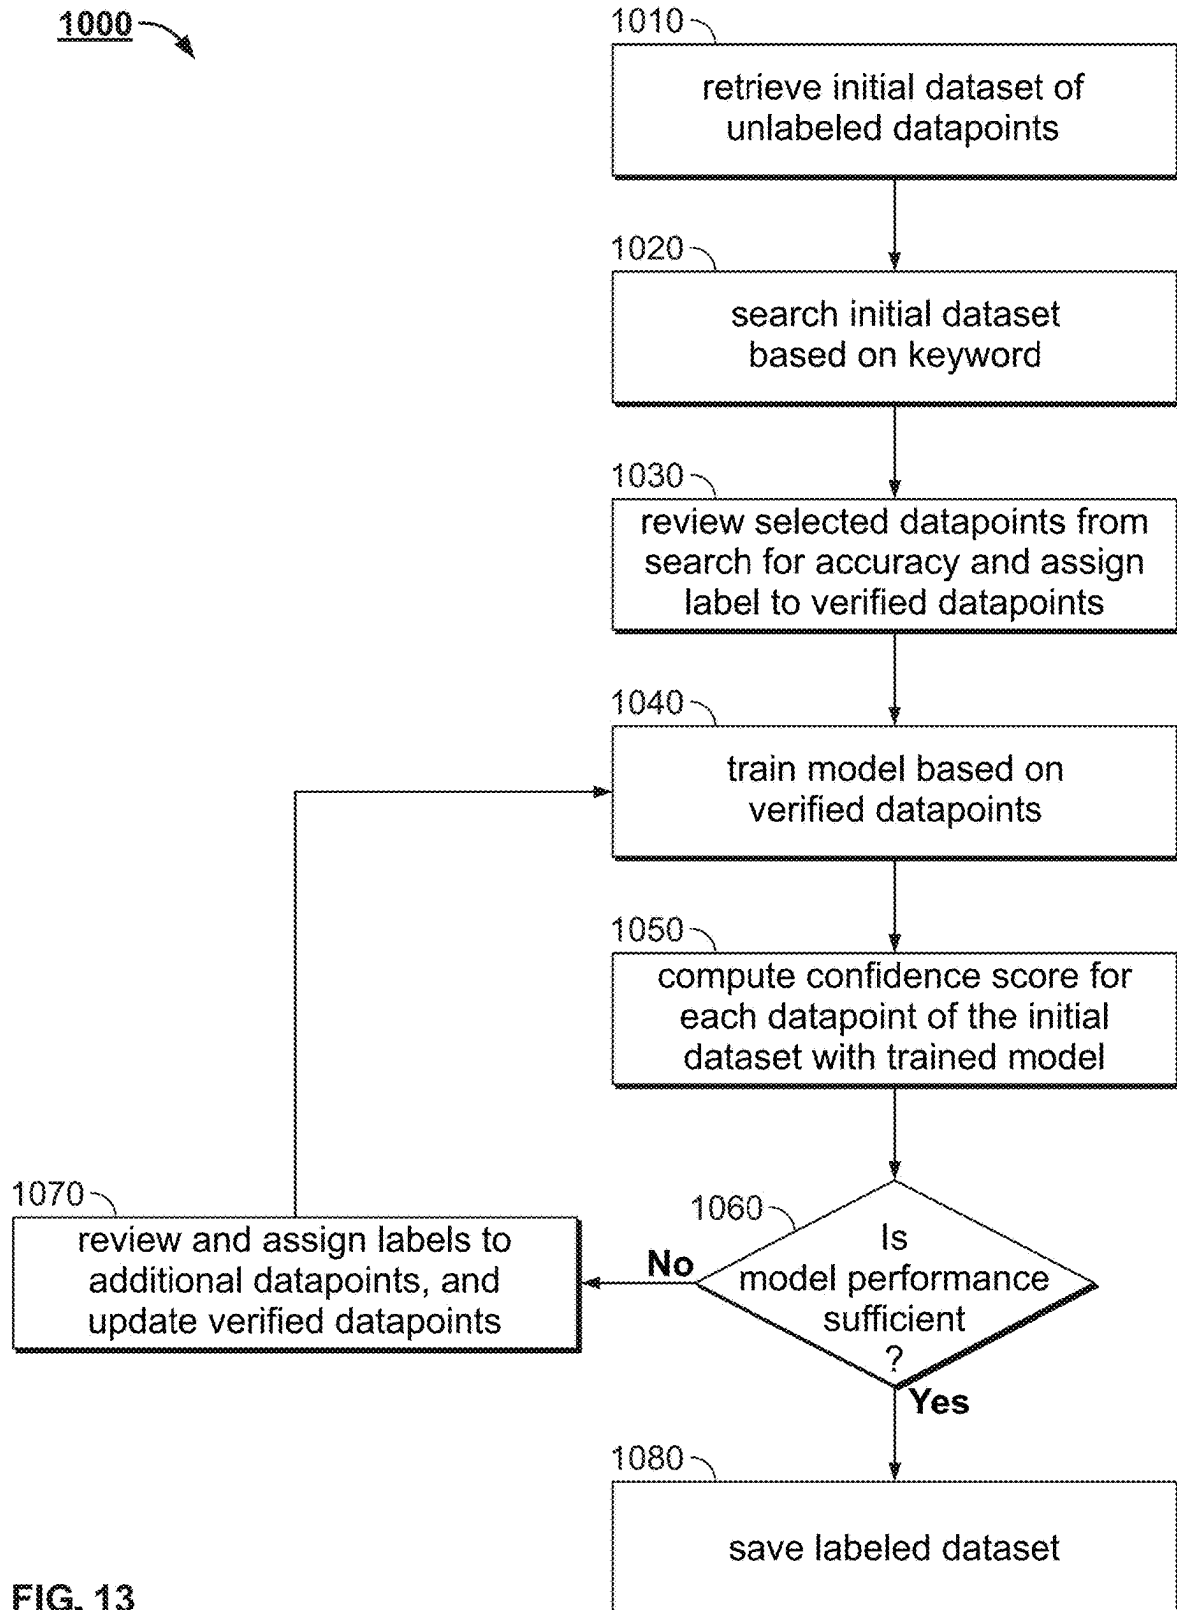 1000
1010
retrieve initial dataset of
unlabeled datapoints
1020
search initial dataset
based on keyword
1030
review selected datapoints from
search for accuracy and assign
label to verified datapoints
1040
train model based on
verified datapoints
1050
compute confidence score for
each datapoint of the initial
dataset with trained model
1060
Is
model performance
sufficient
?
No
Yes
1070
review and assign labels to
additional datapoints, and
update verified datapoints
1080
save labeled dataset
FIG. 13